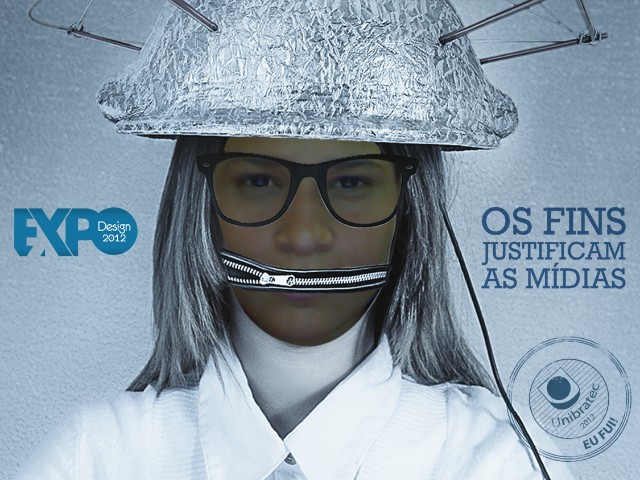 EXPO
Design
2012
OS FINS
JUSTIFICAM
AS MÍDIAS
Unibratec
2012
EU FUI!